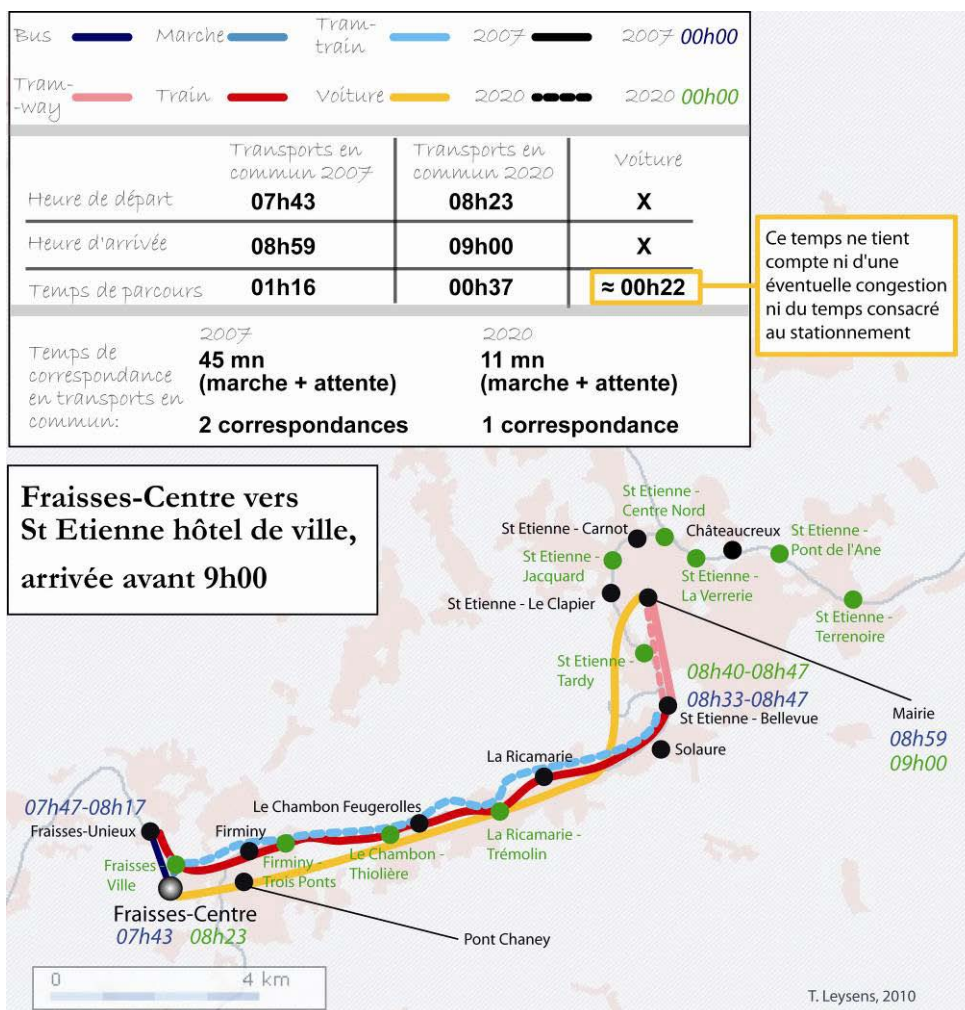 Bus Marche Tram-train 2007 2007 00h00
Tram-way Train Voiture 2020 2020 00h00
Transports en commun 2007
Transports en commun 2020
Voiture
Heure de départ 07h43 08h23 X
Heure d'arrivée 08h59 09h00 X
Temps de parcours 01h16 00h37 ≈ 00h22
Ce temps ne tient
compte ni d'une
éventuelle congestion
ni du temps consacré
au stationnement
Temps de
correspondance
en transports en
commun:
2007
45 mn
(marche + attente)
2 correspondances
2020
11 mn
(marche + attente)
1 correspondance
Fraisses-Centre vers
St Etienne hôtel de ville,
arrivée avant 9h00
St Etienne -
Centre Nord
St Etienne - Carnot
Châteaucreux
St Etienne -
Pont de l'Ane
St Etienne -
Jacquard
St Etienne -
La Verrerie
St Etienne - Le Clapier
St Etienne -
Terrenoire
St Etienne -
Tardy
08h40-08h47
08h33-08h47
St Etienne - Bellevue
Mairie
08h59
09h00
Solaure
La Ricamarie
Le Chambon Feugerolles
07h47-08h17
Fraisses-Unieux
Firminy
La Ricamarie -
Trémolin
Fraisses -
Ville
Firminy -
Trois Ponts
Le Chambon -
Thiolière
Fraisses-Centre
07h43 08h23
Pont Chaney
0 4 km
T. Leysens, 2010